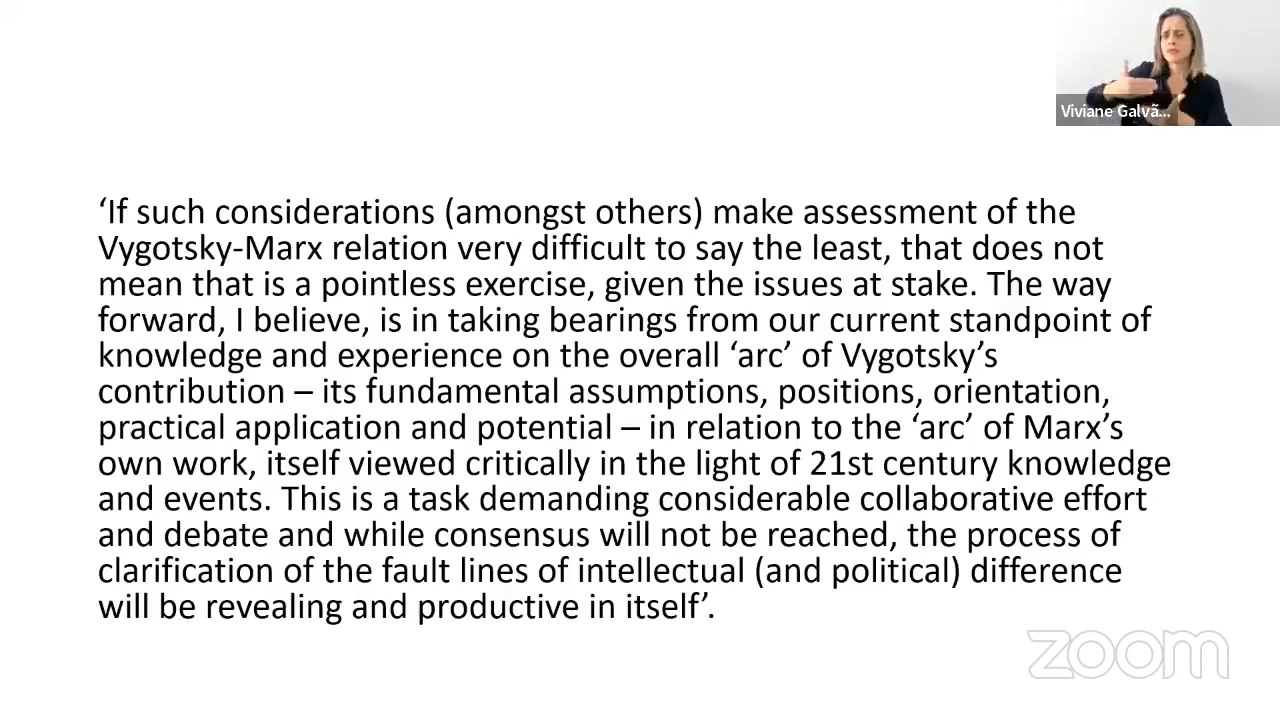 Viviane Galvã...
‘If such considerations (amongst others) make assessment of the
Vygotsky-Marx relation very difficult to say the least, that does not
mean that is a pointless exercise, given the issues at stake. The way
forward, I believe, is in taking bearings from our current standpoint of
knowledge and experience on the overall ‘arc’ of Vygotsky’s
contribution – its fundamental assumptions, positions, orientation,
practical application and potential – in relation to the ‘arc’ of Marx’s
own work, itself viewed critically in the light of 21st century knowledge
and events. This is a task demanding considerable collaborative effort
and debate and while consensus will not be reached, the process of
clarification of the fault lines of intellectual (and political) difference
will be revealing and productive in itself’.
zoom